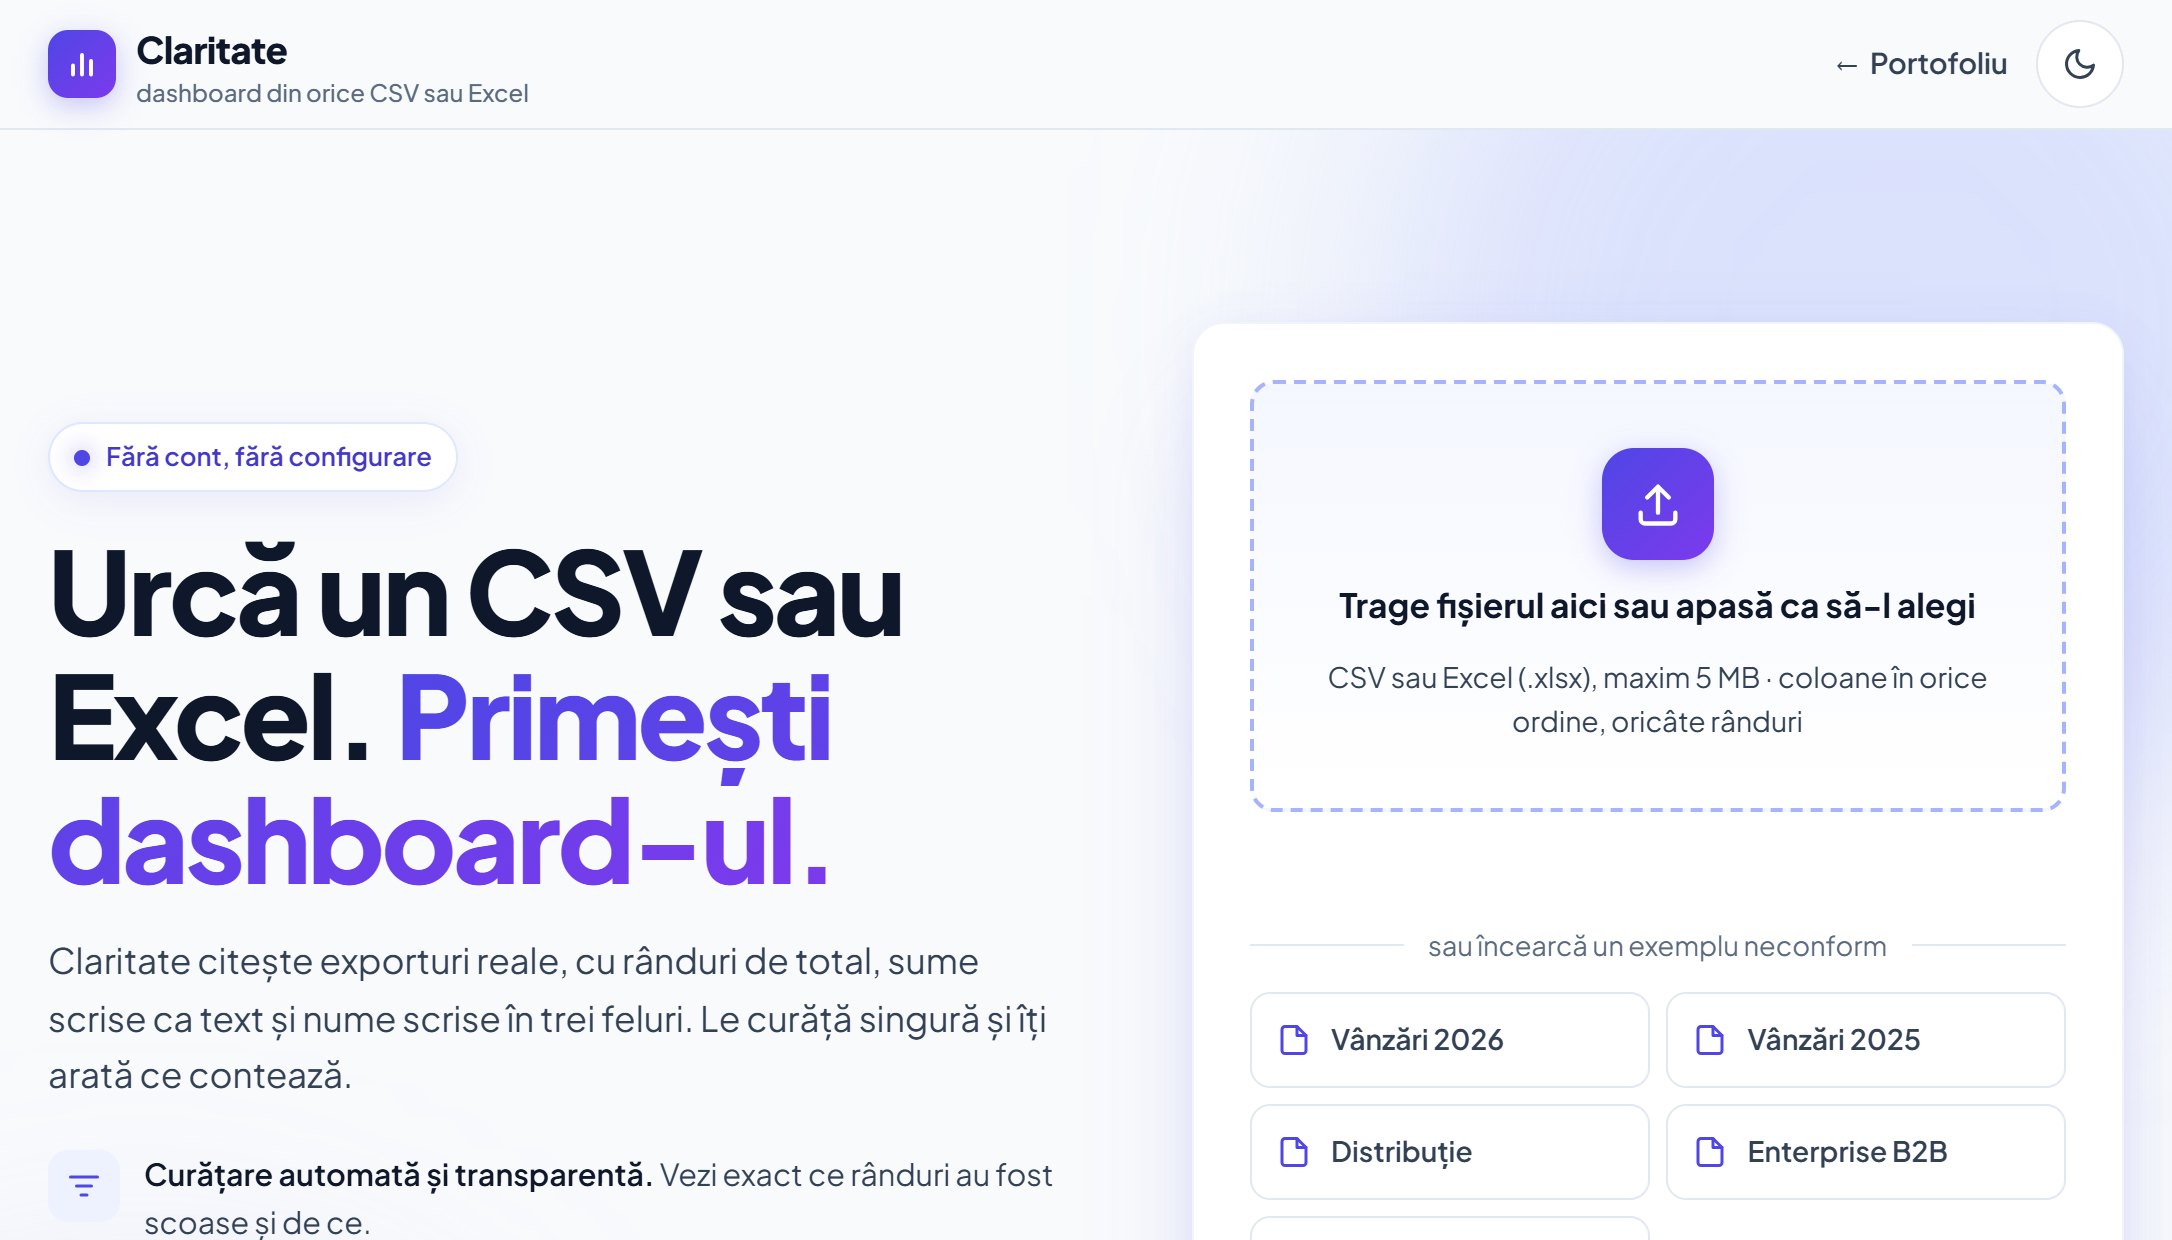 Claritate
dashboard din orice CSV sau Excel
← Portofoliu
Fără cont, fără configurare
Urcă un CSV sau
Excel. Primești
dashboard-ul.
Claritate citește exporturi reale, cu rânduri de total, sume
scrise ca text și nume scrise în trei feluri. Le curăță singură și îți
arată ce contează.
Curățare automată și transparentă. Vezi exact ce rânduri au fost
scoase și de ce.
Trage fișierul aici sau apasă ca să-l alegi
CSV sau Excel (.xlsx), maxim 5 MB · coloane în orice
ordine, oricâte rânduri
sau încearcă un exemplu neconform
Vânzări 2026
Vânzări 2025
Distribuție
Enterprise B2B